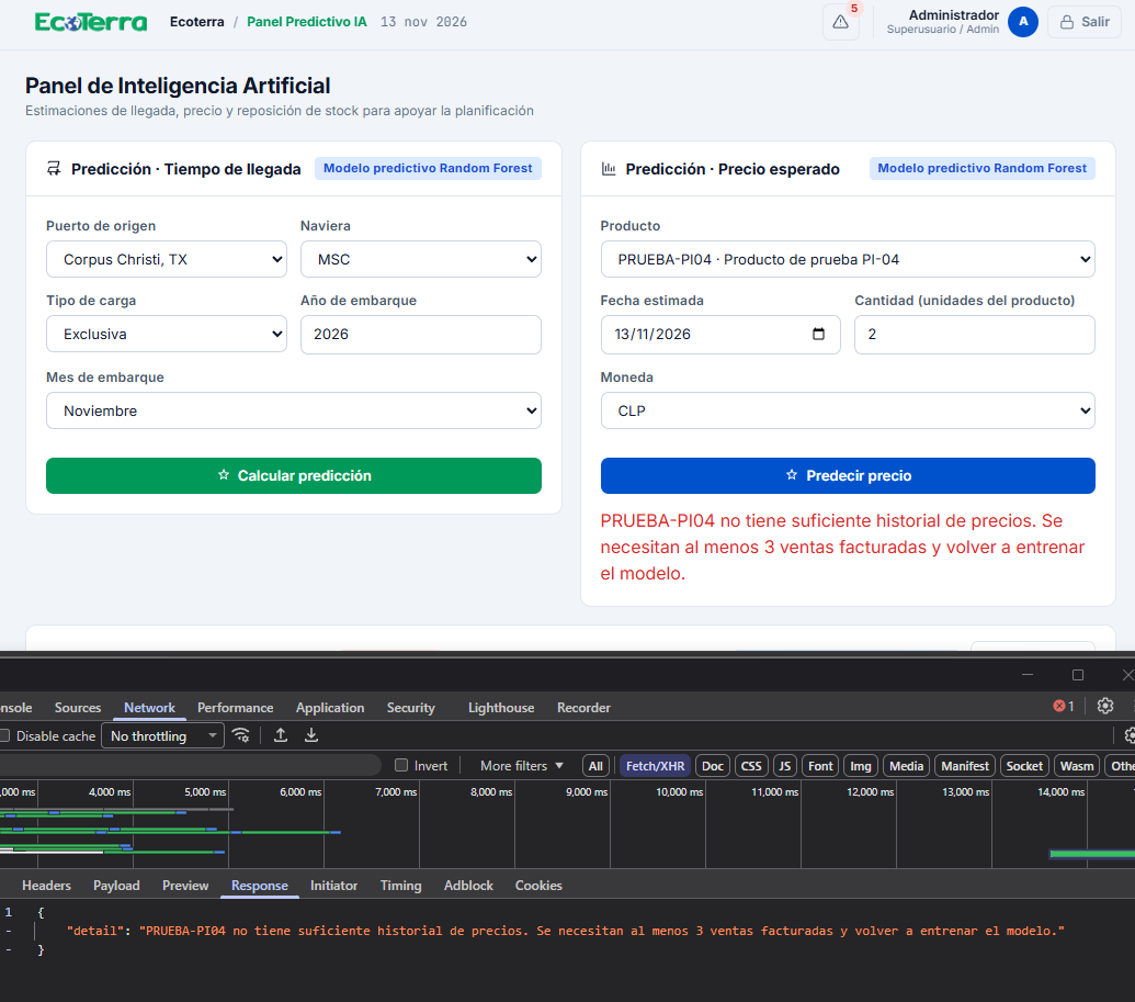 EcoTerra
Ecoterra / Panel Predictivo IA 13 nov 2026
5
Administrador
Superusuario / Admin
A
Salir
Panel de Inteligencia Artificial
Estimaciones de llegada, precio y reposición de stock para apoyar la planificación
Predicción · Tiempo de llegada
Modelo predictivo Random Forest
Puerto de origen
Naviera
Corpus Christi, TX
MSC
Tipo de carga
Año de embarque
Exclusiva
2026
Mes de embarque
Noviembre
Calcular predicción
Predicción · Precio esperado
Modelo predictivo Random Forest
Producto
PRUEBA-PI04 · Producto de prueba PI-04
Fecha estimada
Cantidad (unidades del producto)
13/11/2026
2
Moneda
CLP
Predecir precio
PRUEBA-PI04 no tiene suficiente historial de precios. Se
necesitan al menos 3 ventas facturadas y volver a entrenar
el modelo.
nsole Sources Network Performance Application Security Lighthouse Recorder
1
Disable cache No throttling
Invert More filters All Fetch/XHR Doc CSS JS Font Img Media Manifest Socket Wasm Othe
,000 ms 4,000 ms 5,000 ms 6,000 ms 7,000 ms 8,000 ms 9,000 ms 10,000 ms 11,000 ms 12,000 ms 13,000 ms 14,000 ms
Headers Payload Preview Response Initiator Timing Adblock Cookies
1 {
- "detail": "PRUEBA-PI04 no tiene suficiente historial de precios. Se necesitan al menos 3 ventas facturadas y volver a entrenar el modelo."
- }